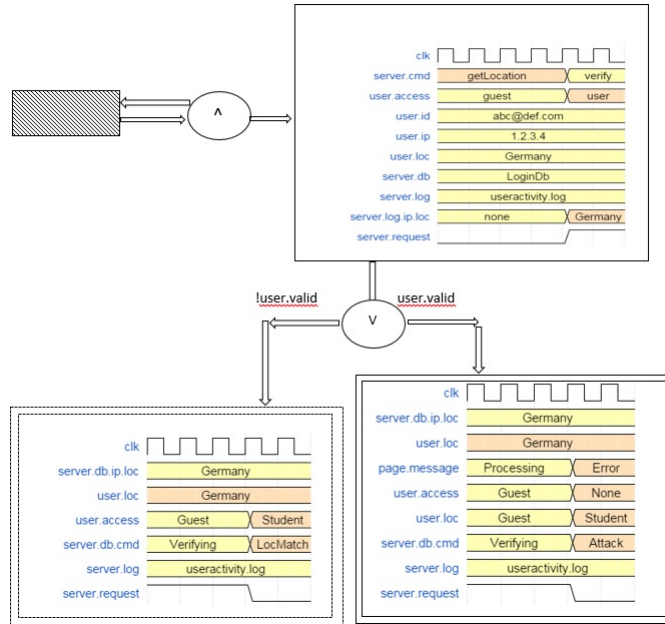 clk
server.cmd getLocation verify
user.access guest user
user.id abc@def.com
user.ip 1.2.3.4
user.loc Germany
server.db LoginDb
server.log useractivity.log
server.log.ip.loc none Germany
server.request
^
!user.valid V user.valid
clk
server.db.ip.loc Germany
user.loc Germany
user.access Guest Student
server.db.cmd Verifying LocMatch
server.log useractivity.log
server.request
clk
server.db.ip.loc Germany
user.loc Germany
page.message Processing Error
user.access Guest None
user.loc Guest Student
server.db.cmd Verifying Attack
server.log useractivity.log
server.request